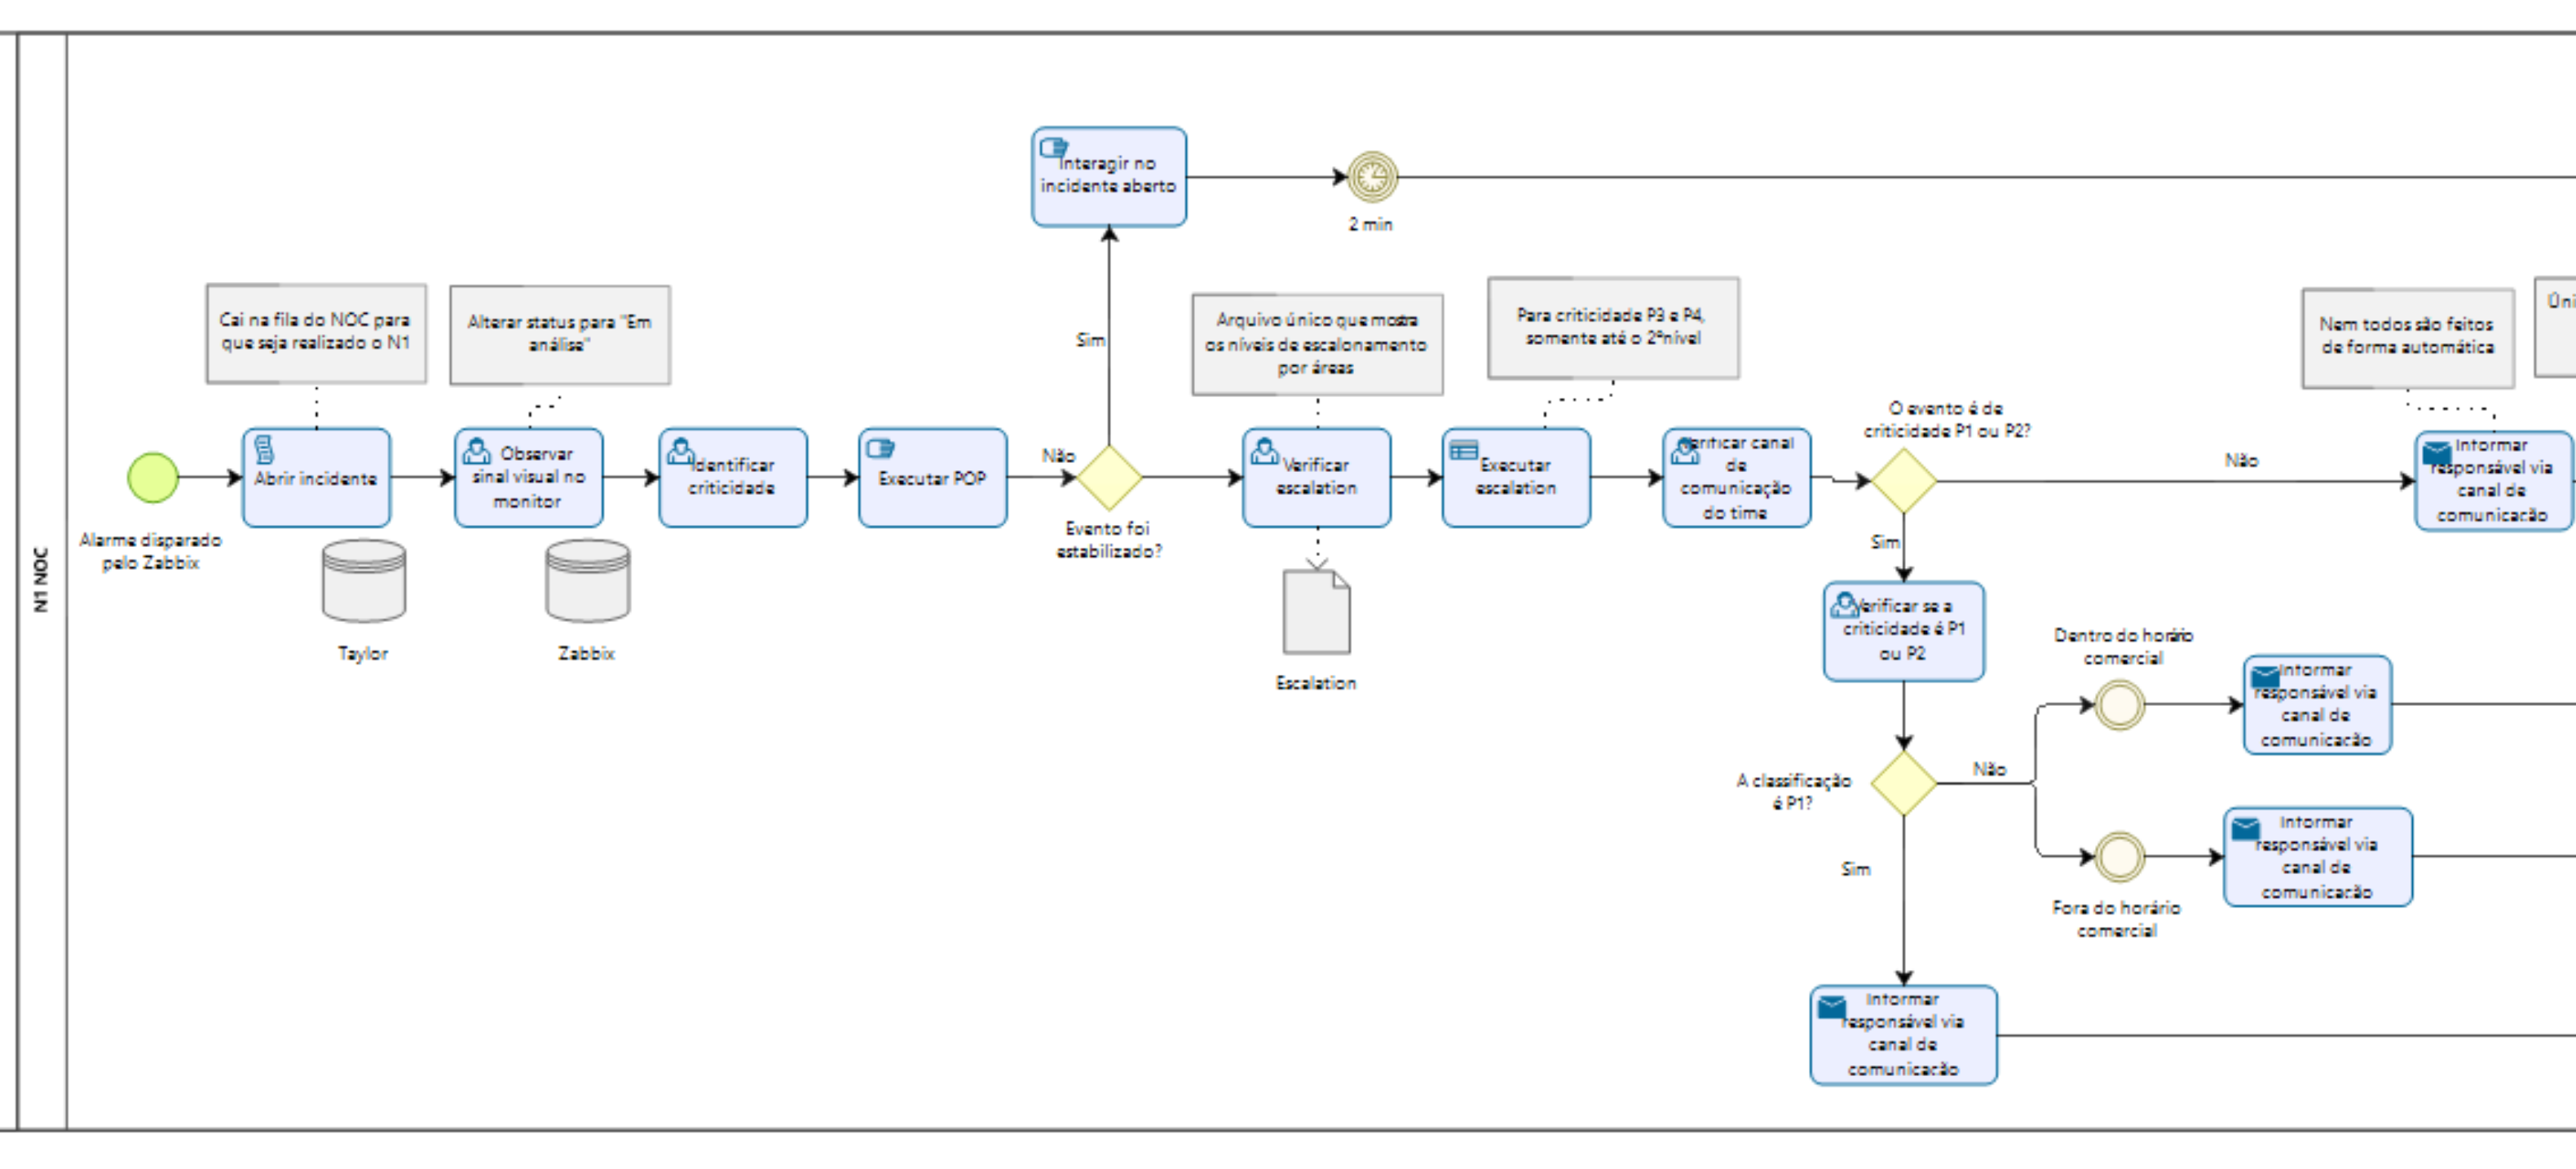 N1 NOC
Alarme disparado
pelo Zabbix
Cai na fila do NOC para
que seja realizado o N1
Abrir incidente
Taylor
Alterar status para "Em
análise"
Observar
sinal visual no
monitor
Zabbix
Identificar
criticidade
Executar POP
Não
Evento foi
estabilizado?
Sim
Interagir no
incidente aberto
2 min
Arquivo único que mostra
os níveis de escalonamento
por áreas
Verificar
escalation
Escalation
Para criticidade P3 e P4,
somente até o 2ºnível
Executar
escalation
Verificar canal
de
comunicação
do time
O evento é de
criticidade P1 ou P2?
Não
Nem todos são feitos
de forma automática
Úni
Informar
responsável via
canal de
comunicação
Sim
Verificar se a
criticidade é P1
ou P2
A classificação
é P1?
Não
Dentro do horário
comercial
Informar
responsável via
canal de
comunicação
Fora do horário
comercial
Informar
responsável via
canal de
comunicação
Sim
Informar
responsável via
canal de
comunicação